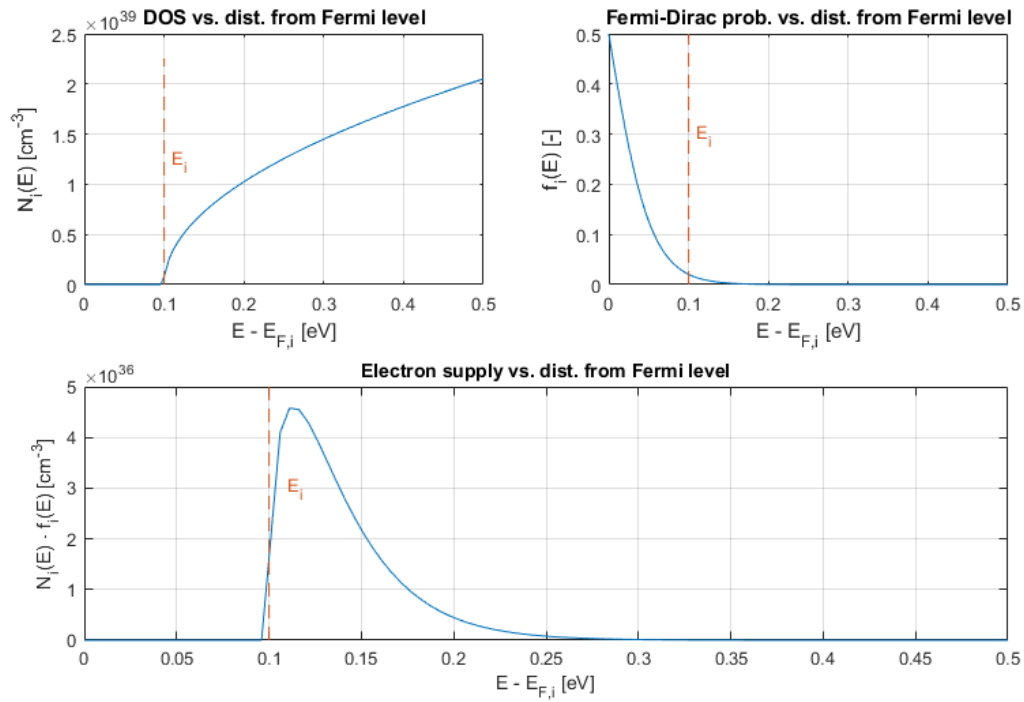 DOS vs. dist. from Fermi level
×10^39
2.5
2
1.5
1
0.5
0
N_i(E) [cm^-3]
E_i
0 0.1 0.2 0.3 0.4 0.5
E - E_F,i [eV]
Fermi-Dirac prob. vs. dist. from Fermi level
0.5
0.4
0.3
0.2
0.1
0
f_i(E) [-]
E_i
0 0.1 0.2 0.3 0.4 0.5
E - E_F,i [eV]
Electron supply vs. dist. from Fermi level
×10^36
5
4
3
2
1
0
N_i(E) · f_i(E) [cm^-3]
E_i
0 0.05 0.1 0.15 0.2 0.25 0.3 0.35 0.4 0.45 0.5
E - E_F,i [eV]